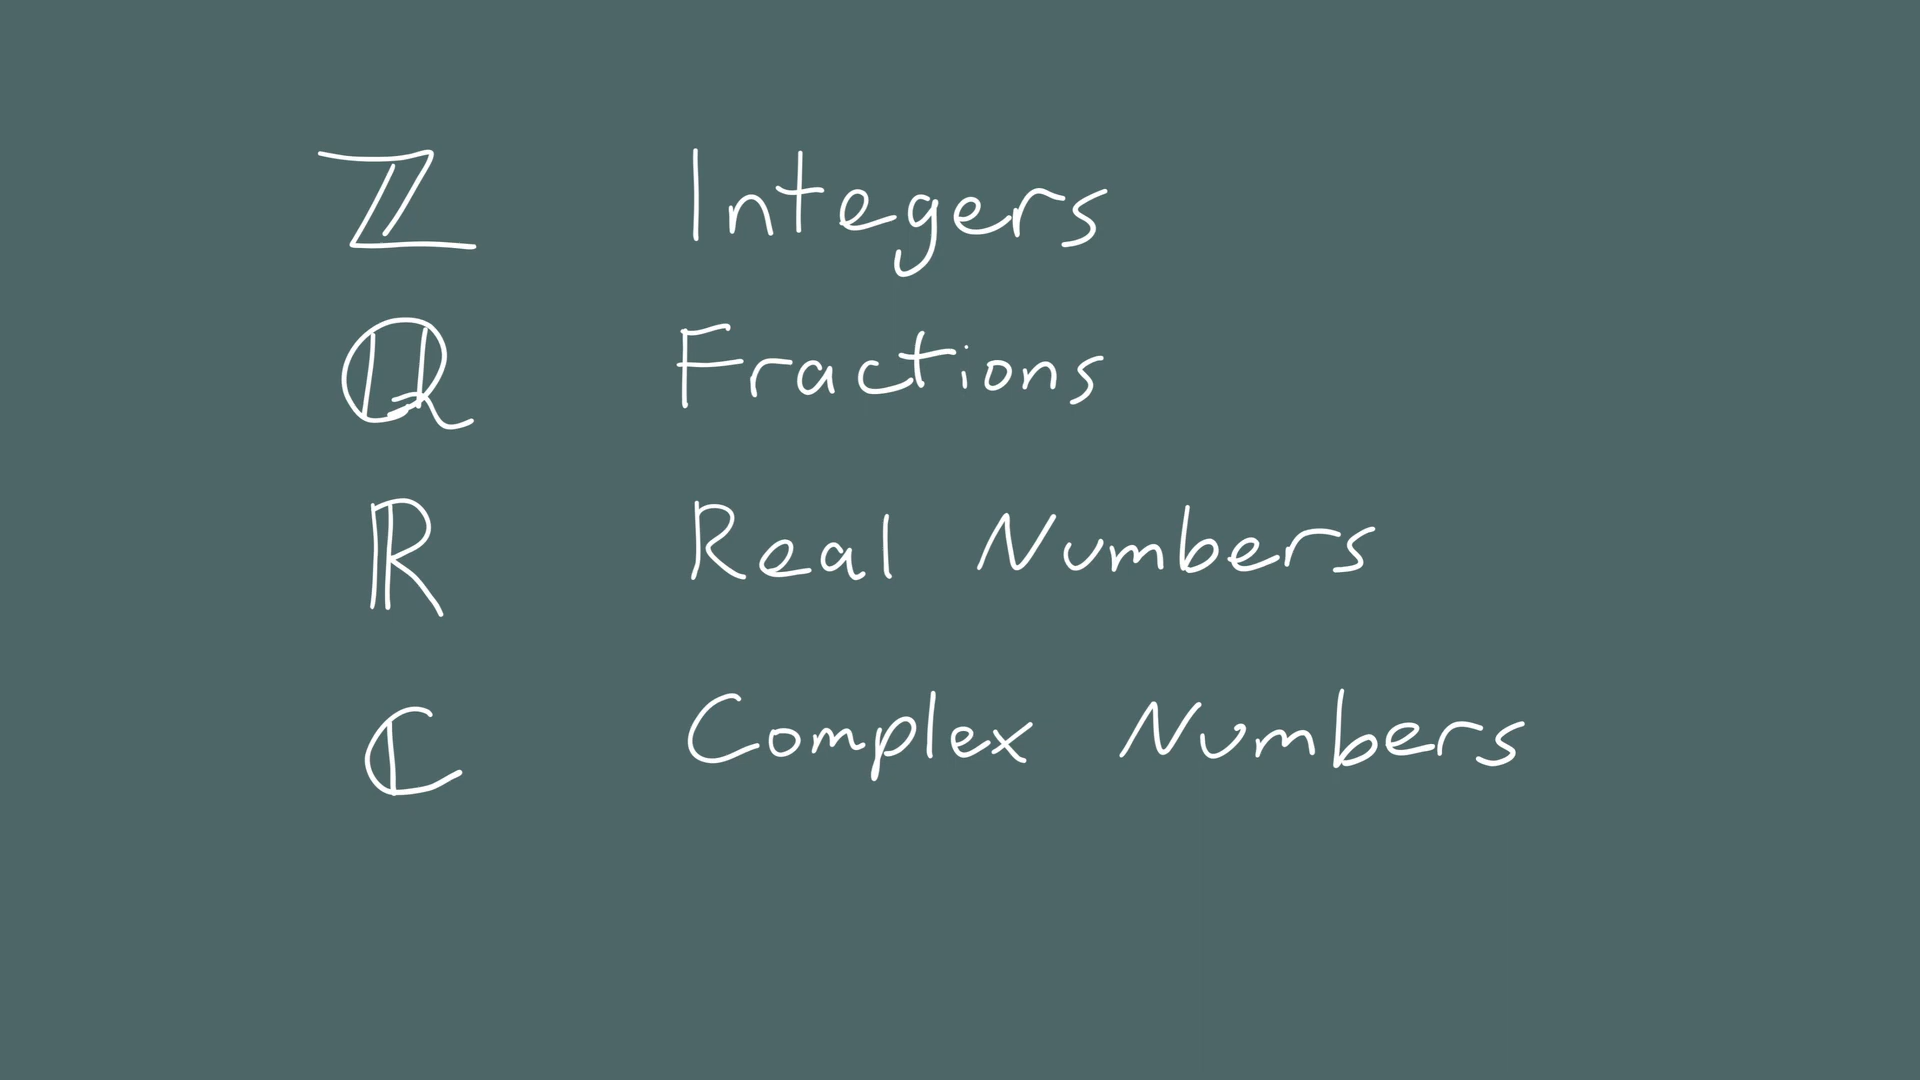 ℤ Integers
ℚ Fractions
ℝ Real Numbers
ℂ Complex Numbers